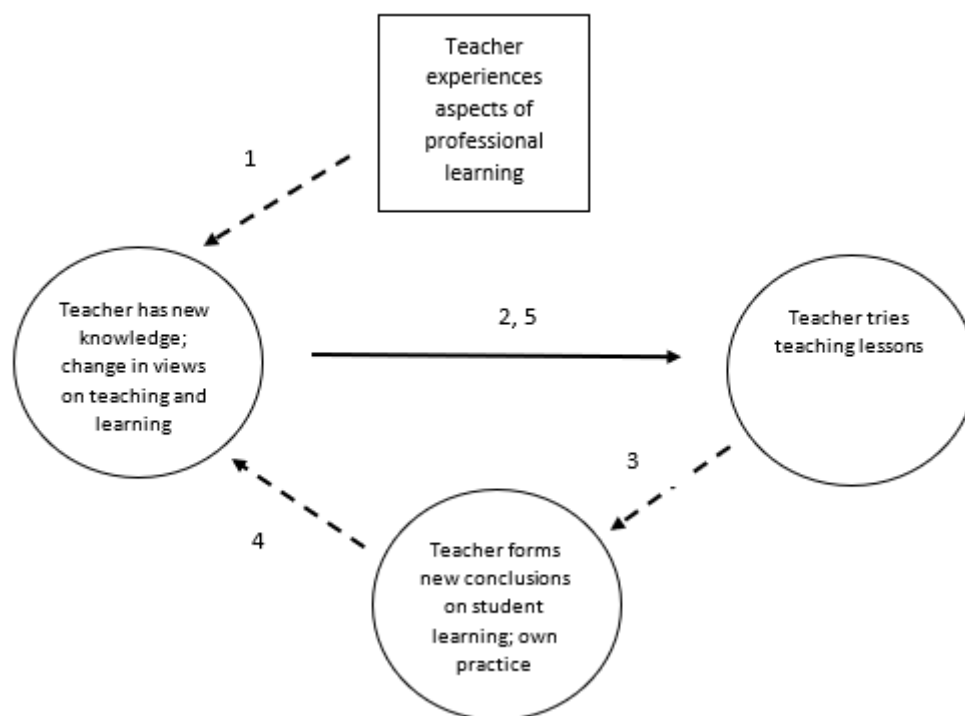 Teacher
experiences
aspects of
professional
learning
1
Teacher has new
knowledge;
change in views
on teaching and
learning
2, 5
Teacher tries
teaching lessons
3
4
Teacher forms
new conclusions
on student
learning; own
practice